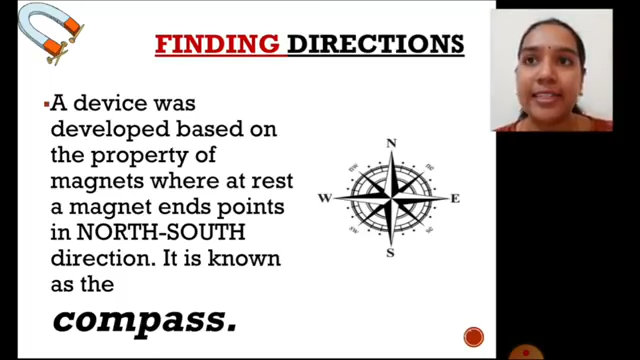 FINDING DIRECTIONS
A device was
developed based on
the property of
magnets where at rest
a magnet ends points
in NORTH-SOUTH
direction. It is known
as the
compass.
N
W E
SW
S